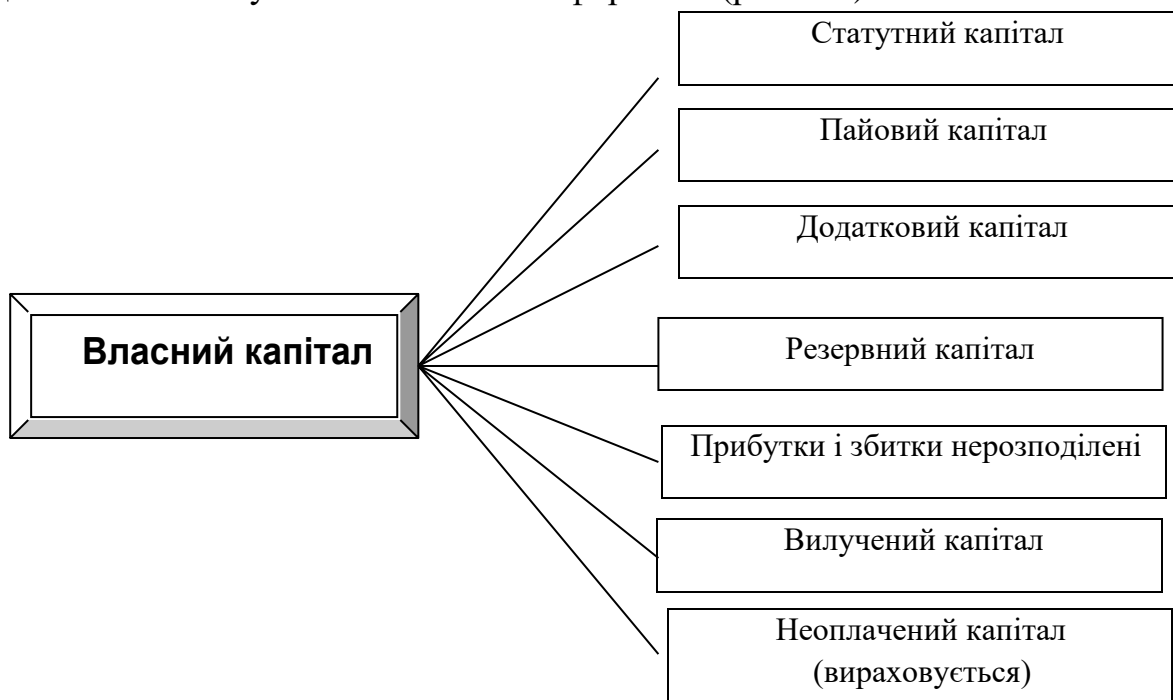 Статутний капітал
Пайовий капітал
Додатковий капітал
Власний капітал
Резервний капітал
Прибутки і збитки нерозподілені
Вилучений капітал
Неоплачений капітал
(вираховується)